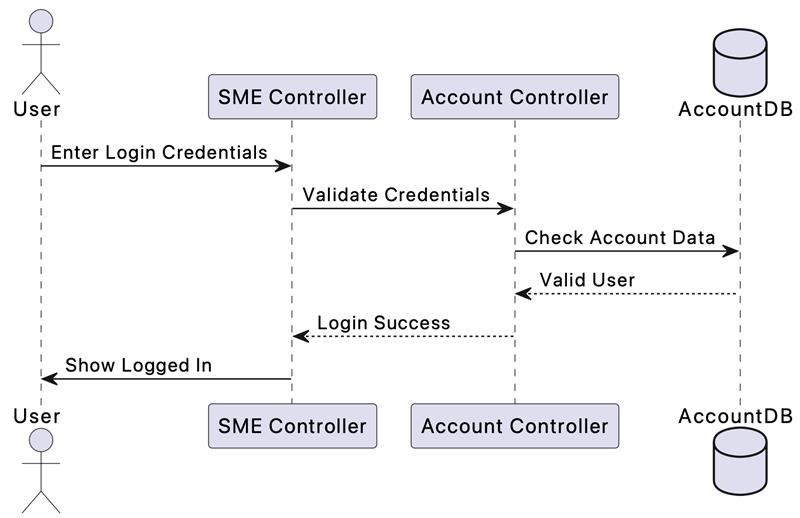 User
SME Controller
Account Controller
AccountDB
Enter Login Credentials
Validate Credentials
Check Account Data
Valid User
Login Success
Show Logged In
User
SME Controller
Account Controller
AccountDB